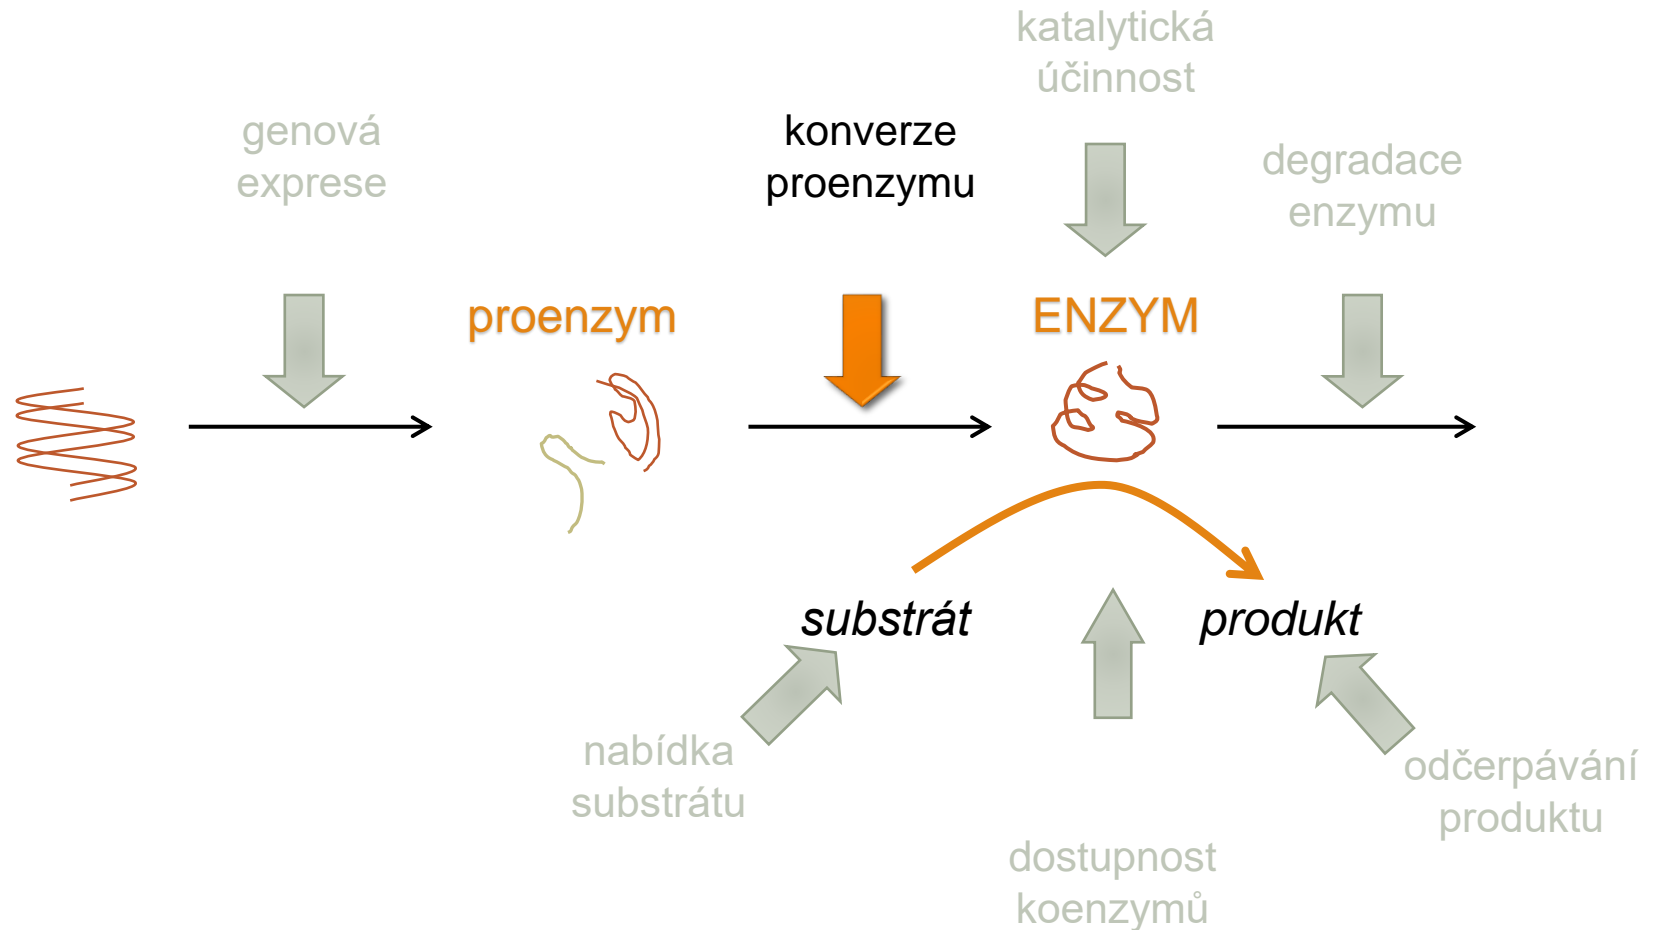 katalytická
účinnost
genová
exprese
konverze
proenzymu
degradace
enzymu
proenzym
ENZYM
substrát
produkt
nabídka
substrátu
odčerpávání
produktu
dostupnost
koenzymů